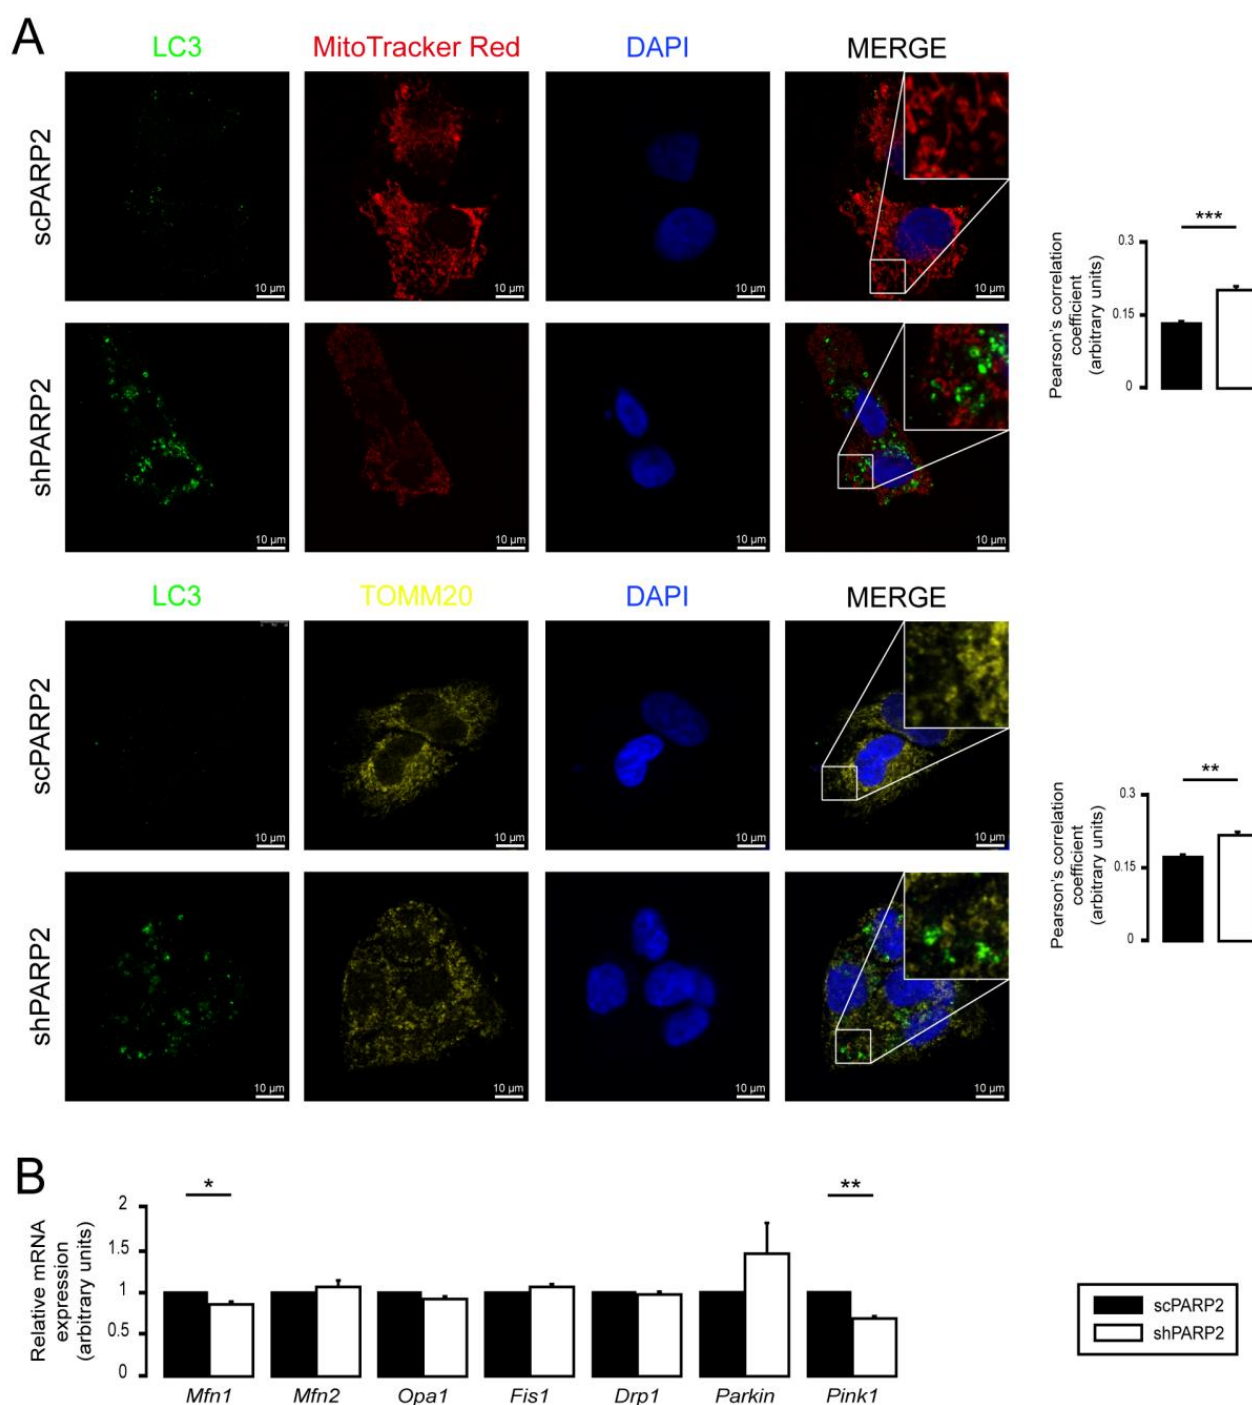 A
LC3 MitoTracker Red DAPI MERGE
scPARP2
10 µm 10 µm 10 µm 10 µm
***
Pearson's correlation
coefficient
(arbitrary units)
0.3
0.15
0
shPARP2
10 µm 10 µm 10 µm 10 µm
LC3 TOMM20 DAPI MERGE
scPARP2
10 µm 10 µm 10 µm 10 µm
**
Pearson's correlation
coefficient
(arbitrary units)
0.3
0.15
0
shPARP2
10 µm 10 µm 10 µm 10 µm
B
Relative mRNA
expression
(arbitrary units)
2
1.5
1
0.5
0
* **
Mfn1 Mfn2 Opa1 Fis1 Drp1 Parkin Pink1
scPARP2
shPARP2